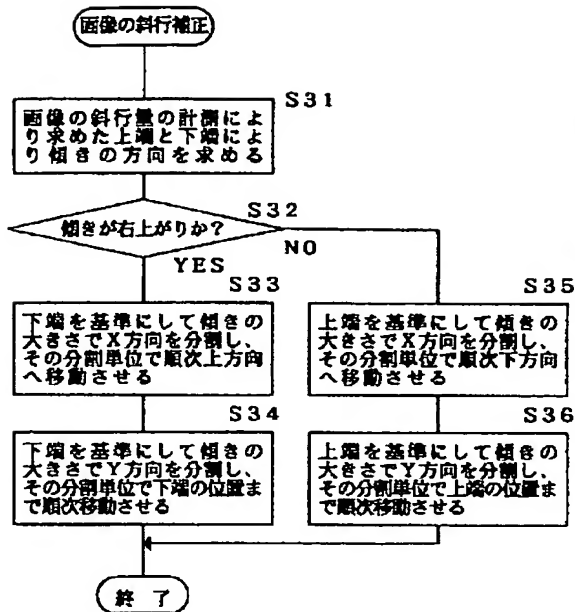 画像の斜行補正
S31
画像の斜行量の計測によ
り求めた上端と下端によ
り傾きの方向を求める
S32
傾きが右上がりか?
NO
YES
S33
下端を基準にして傾きの
大きさでX方向を分割し、
その分割単位で順次上方向
へ移動させる
S34
下端を基準にして傾きの
大きさでY方向を分割し、
その分割単位で下端の位置ま
で順次移動させる
S35
上端を基準にして傾きの
大きさでX方向を分割し、
その分割単位で順次下方向
へ移動させる
S36
上端を基準にして傾きの
大きさでY方向を分割し、
その分割単位で上端の位置ま
で順次移動させる
終了